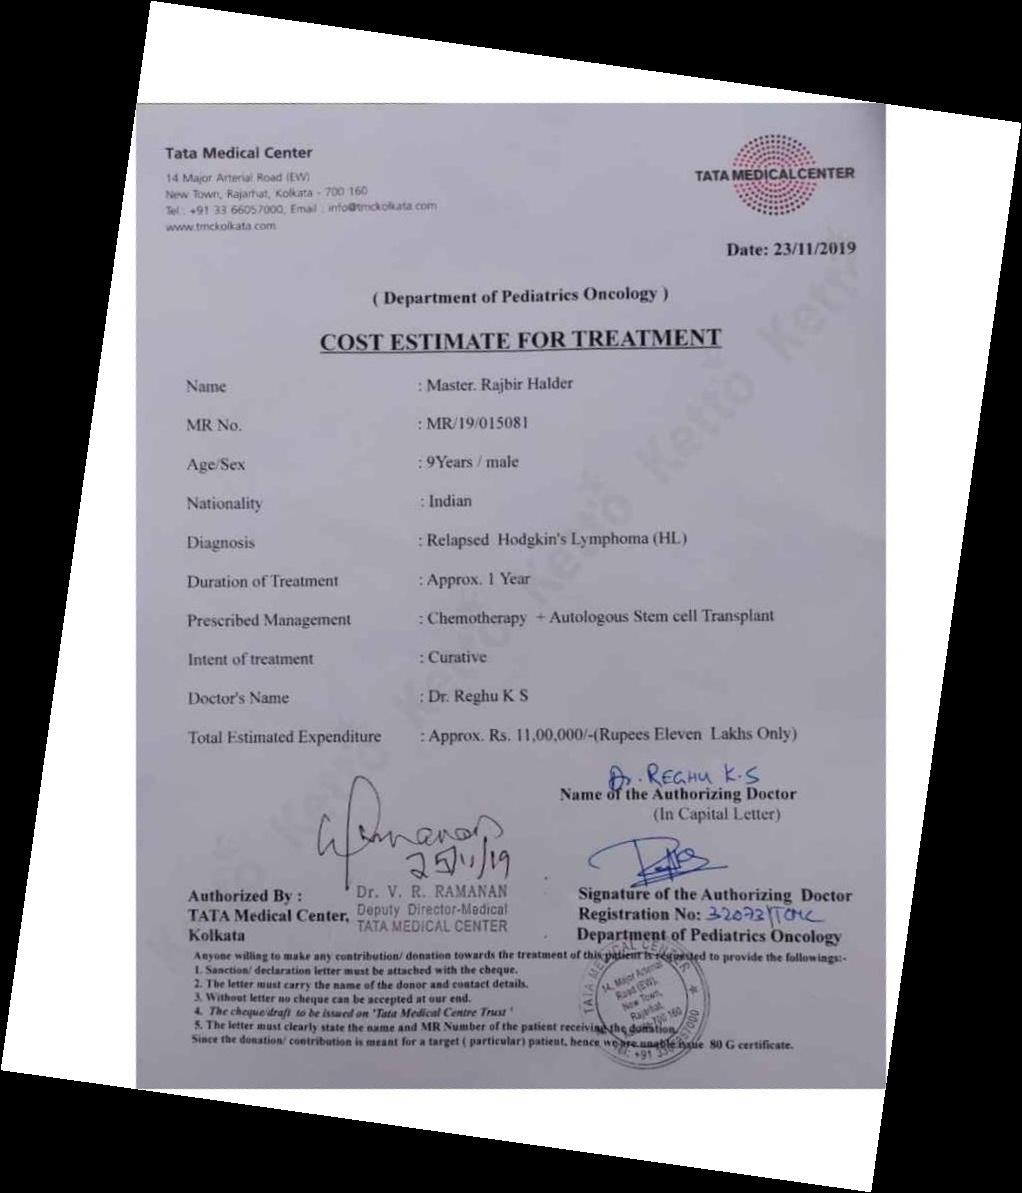 Tata Medical Center
14 Major Arterial Road (EW)
New Town, Rajarhat, Kolkata - 700 160
Tel : +91 33 66057000, Email : info@tmckolkata.com
www.tmckolkata.com
TATA MEDICAL CENTER
Date: 23/11/2019
( Department of Pediatrics Oncology )
COST ESTIMATE FOR TREATMENT
Name : Master. Rajbir Halder
MR No. : MR/19/015081
Age/Sex : 9Years / male
Nationality : Indian
Diagnosis : Relapsed Hodgkin's Lymphoma (HL)
Duration of Treatment : Approx. 1 Year
Prescribed Management : Chemotherapy + Autologous Stem cell Transplant
Intent of treatment : Curative
Doctor's Name : Dr. Reghu K S
Total Estimated Expenditure : Approx. Rs. 11,00,000/-(Rupees Eleven Lakhs Only)
Dr. REGHU K.S
Name of the Authorizing Doctor
(In Capital Letter)
25/11/19
Authorized By :
TATA Medical Center,
Kolkata
Dr. V. R. RAMANAN
Deputy Director-Medical
TATA MEDICAL CENTER
Signature of the Authorizing Doctor
Registration No: 32073/TCMC
Department of Pediatrics Oncology
Anyone willing to make any contribution/ donation towards the treatment of this patient is requested to provide the followings:-
1. Sanction/ declaration letter must be attached with the cheque.
2. The letter must carry the name of the donor and contact details.
3. Without letter no cheque can be accepted at our end.
4. The cheque/draft to be issued on 'Tata Medical Centre Trust '
5. The letter must clearly state the name and MR Number of the patient receiving the donation.
Since the donation/ contribution is meant for a target ( particular) patient, hence we are unable issue 80 G certificate.
TATA MEDICAL CENTER
14, Major Arterial
Road (EW),
New Town,
Rajarhat,
700 160
Ketto
Ketto
Ketto
Ketto
Ketto